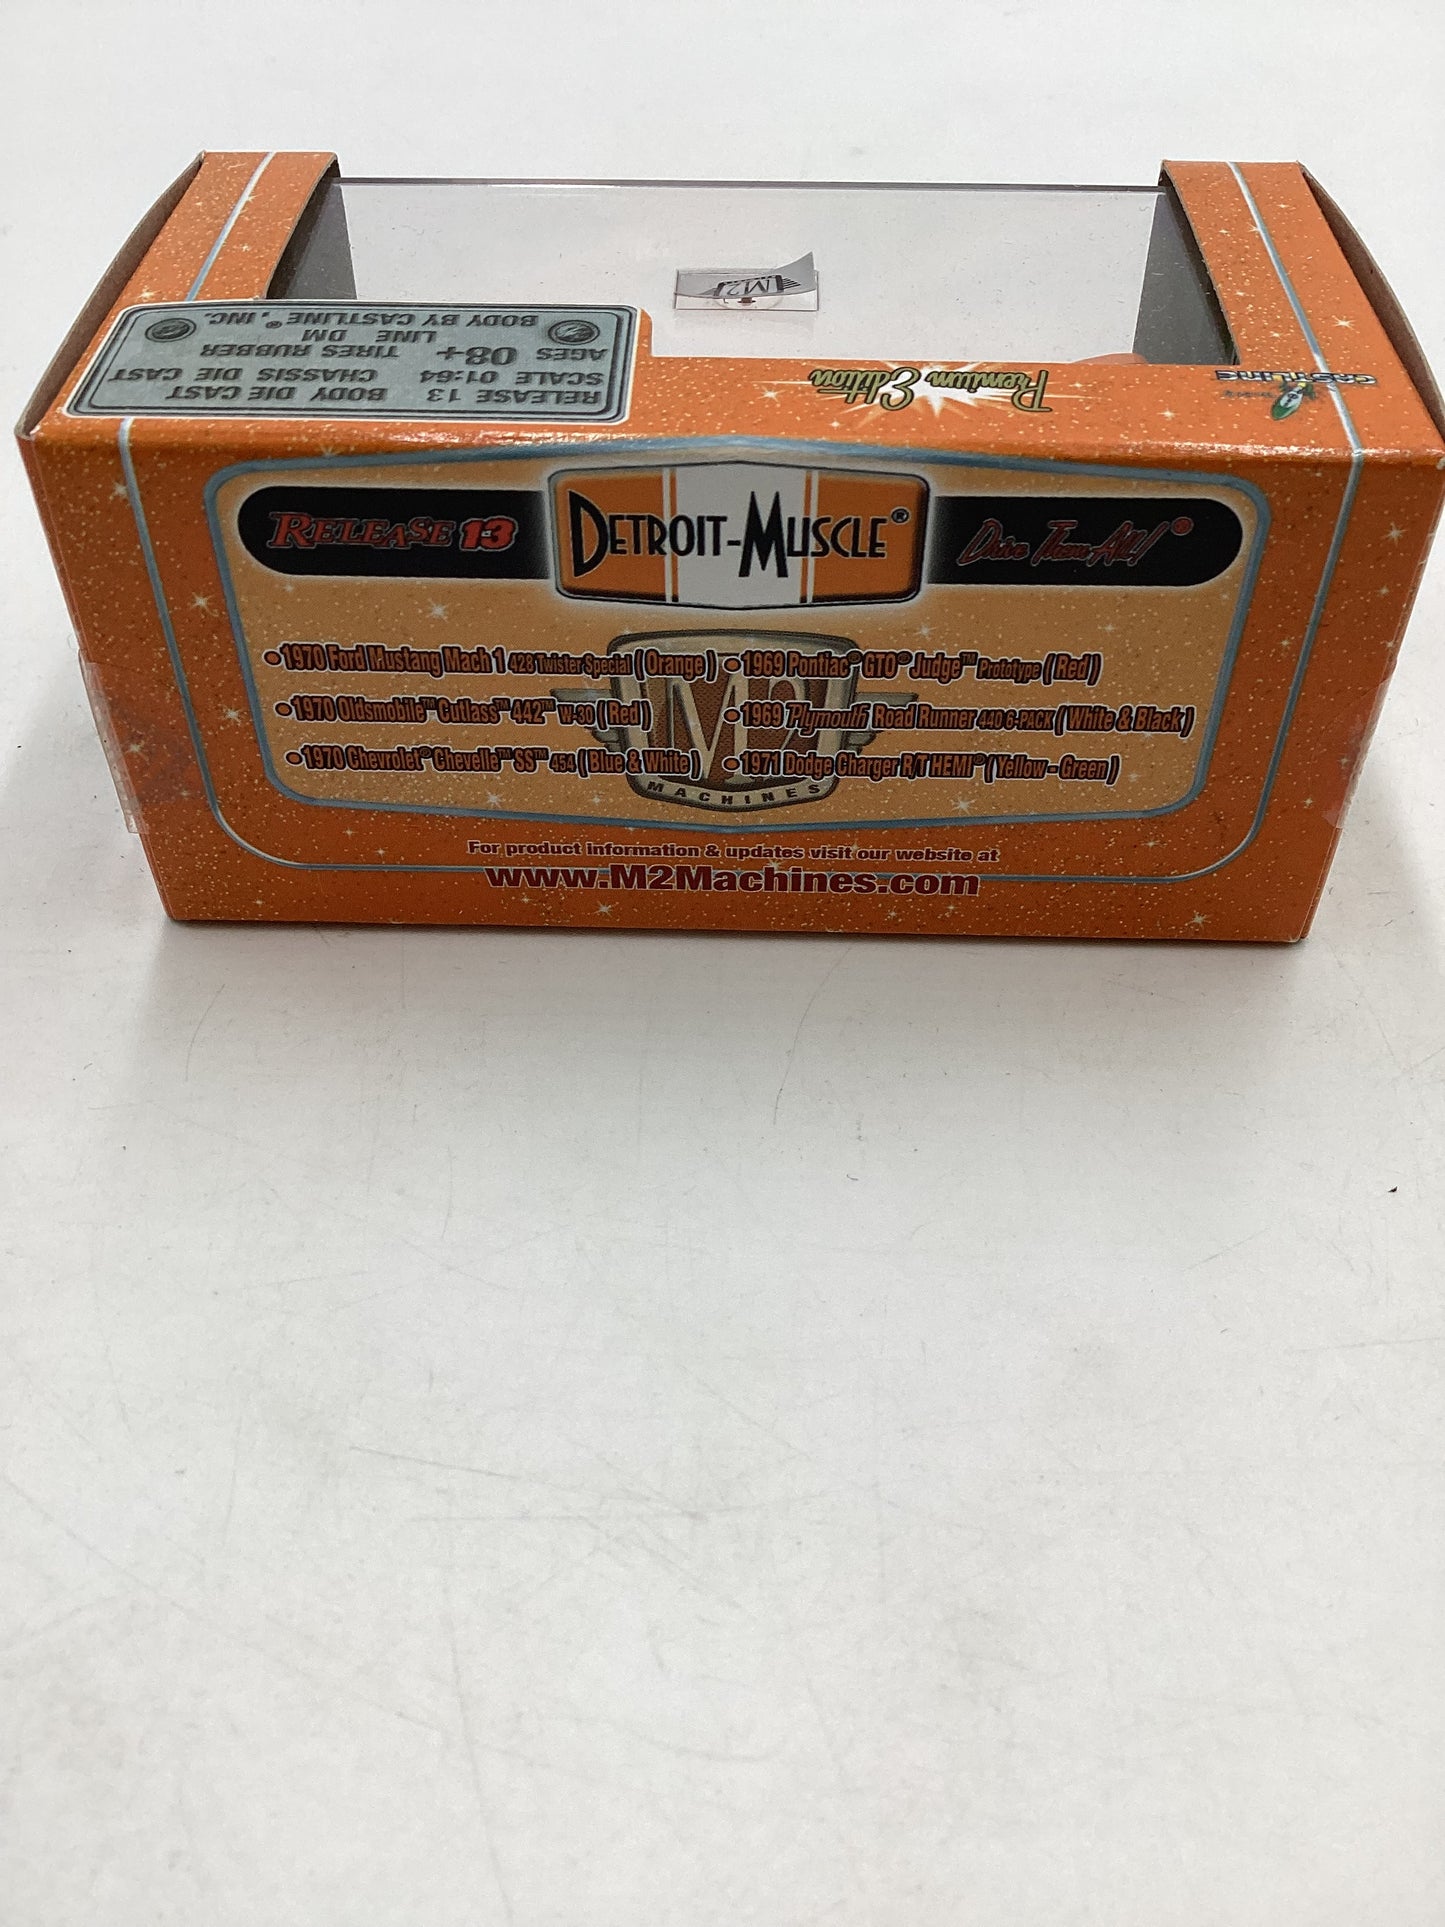 BODY BY CASTLINE®, INC.
LINE DM
AGES 08+ TIRES RUBBER
SCALE 01:64 CHASSIS DIE CAST
RELEASE 13 BODY DIE CAST
M2
Premium Edition
CASTLINE
RELEASE 13
DETROIT-MUSCLE®
Drive Them All!®
•1970 Ford Mustang Mach 1 428 Twister Special (Orange)
•1970 Oldsmobile™ Cutlass™ 442™ W-30 (Red)
•1970 Chevrolet® Chevelle™ SS™ 454 (Blue & White)
•1969 Pontiac® GTO® Judge™ Prototype (Red)
•1969 Plymouth Road Runner 440 6-PACK (White & Black)
•1971 Dodge Charger R/T HEMI® (Yellow - Green)
M2
MACHINES
For product information & updates visit our website at
www.M2Machines.com